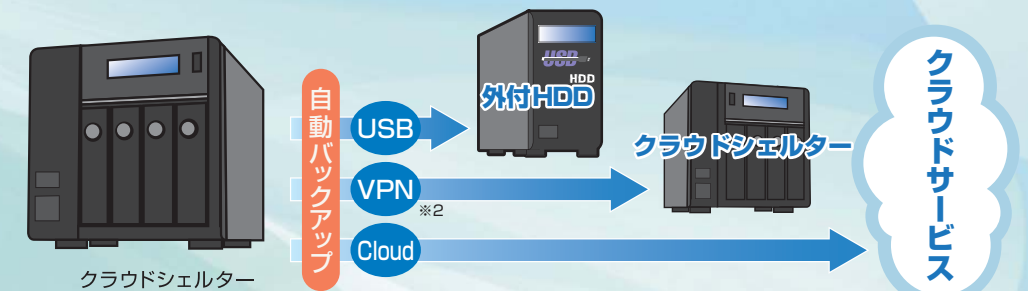 クラウドシェルター
自動バックアップ
USB
VPN
※2
Cloud
USB
HDD
外付HDD
クラウドシェルター
クラウドサービス